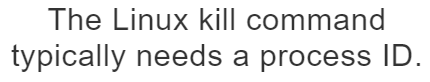 The Linux kill command
typically needs a process ID.